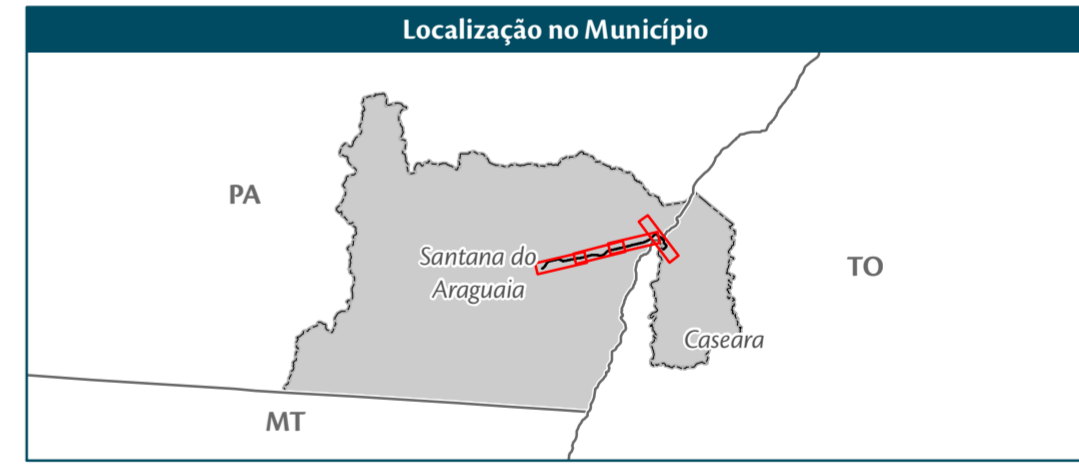 Localização no Município
PA
Santana do
Araguaia
TO
Caseara
MT